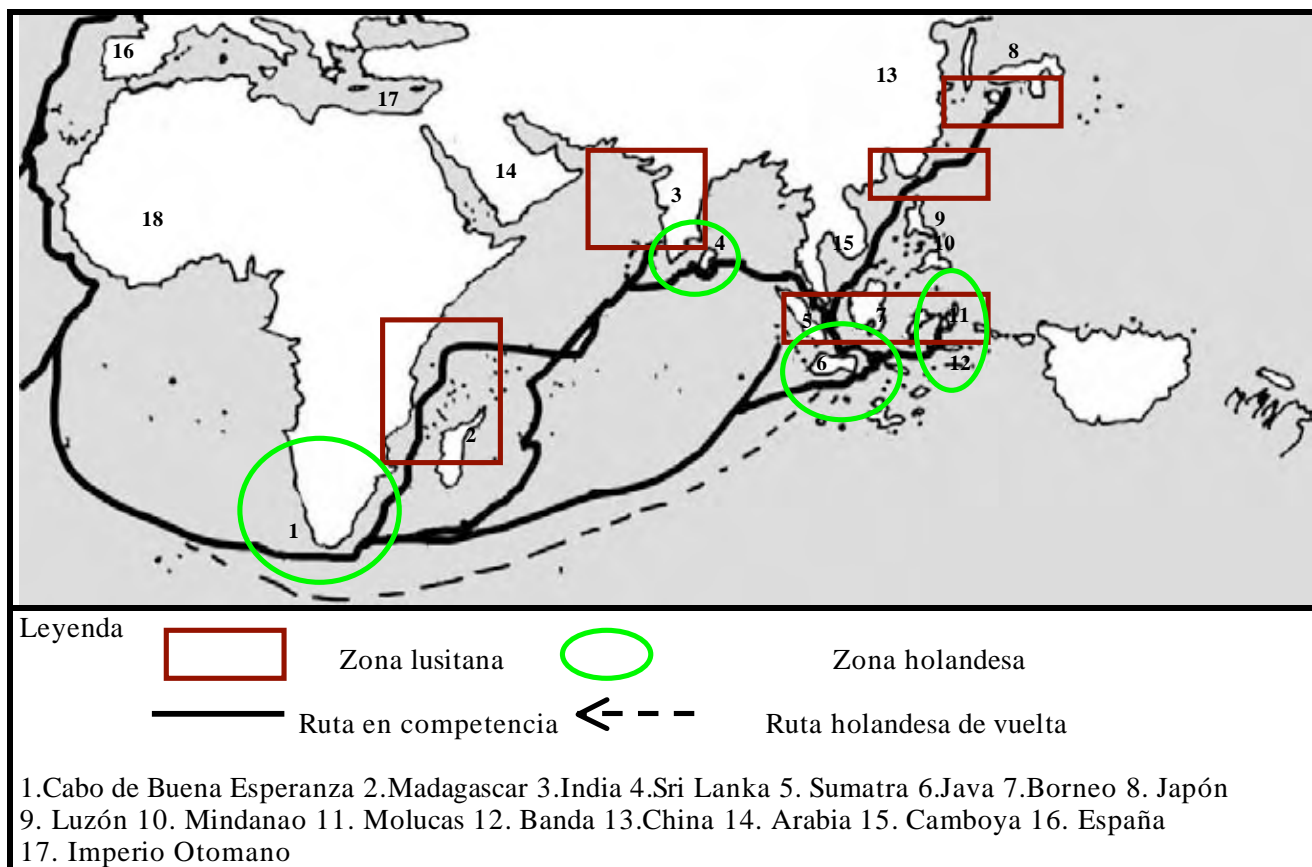 16
8
13
17
14
3
18
9
4
10
15
5
7
11
6
12
2
1
Leyenda
Zona lusitana
Zona holandesa
Ruta en competencia
Ruta holandesa de vuelta
1.Cabo de Buena Esperanza 2.Madagascar 3.India 4.Sri Lanka 5. Sumatra 6.Java 7.Borneo 8. Japón
9. Luzón 10. Mindanao 11. Molucas 12. Banda 13.China 14. Arabia 15. Camboya 16. España
17. Imperio Otomano